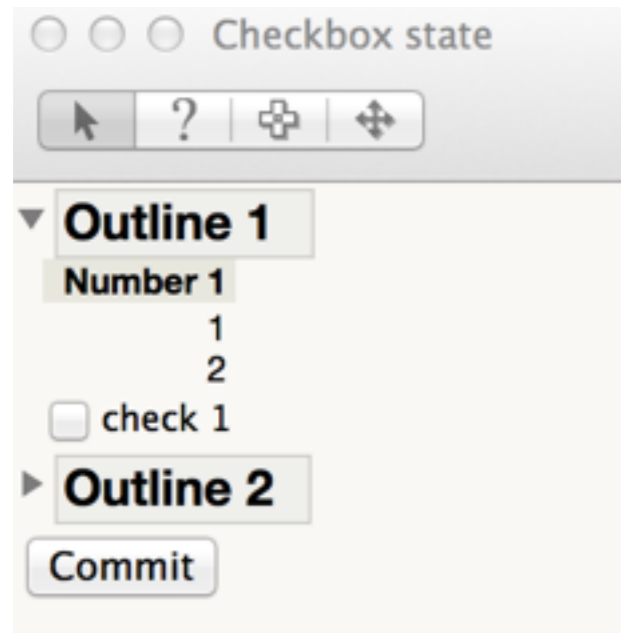 Checkbox state
?
Outline 1
Number 1
1
2
check 1
Outline 2
Commit